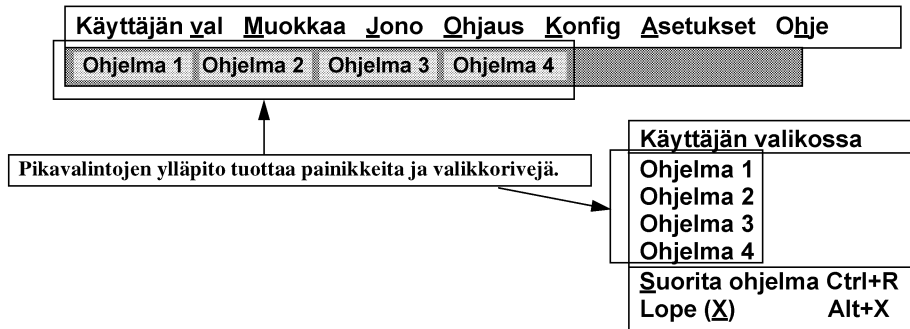 Käyttäjän val Muokkaa Jono Ohjaus Konfig Asetukset Ohje
Ohjelma 1 Ohjelma 2 Ohjelma 3 Ohjelma 4
Pikavalintojen ylläpito tuottaa painikkeita ja valikkorivejä.
Käyttäjän valikossa
Ohjelma 1
Ohjelma 2
Ohjelma 3
Ohjelma 4
Suorita ohjelma Ctrl+R
Lope (X) Alt+X